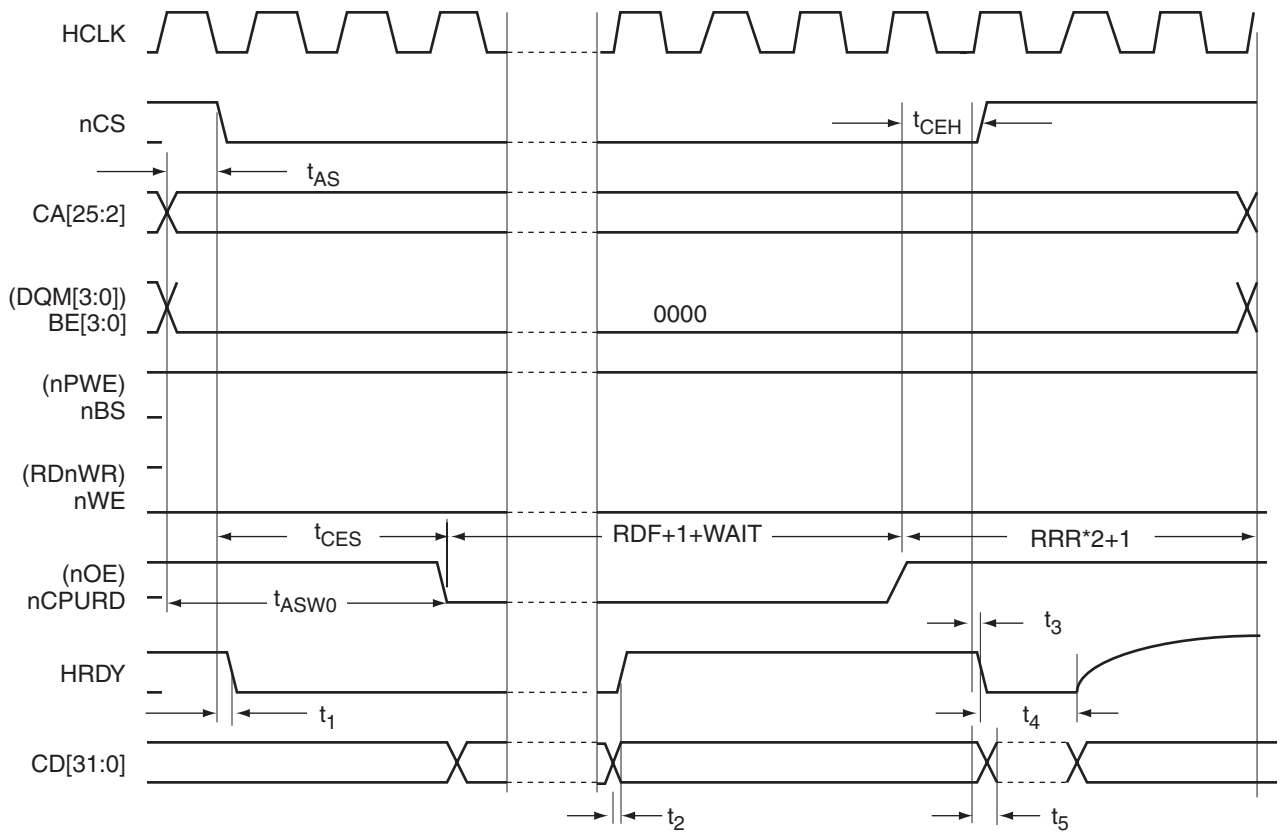 HCLK
nCS
tCEH
tAS
CA[25:2]
(DQM[3:0])
BE[3:0]
0000
(nPWE)
nBS
(RDnWR)
nWE
tCES
RDF+1+WAIT
RRR*2+1
(nOE)
nCPURD
tASW0
t3
HRDY
t1
t4
CD[31:0]
t2
t5